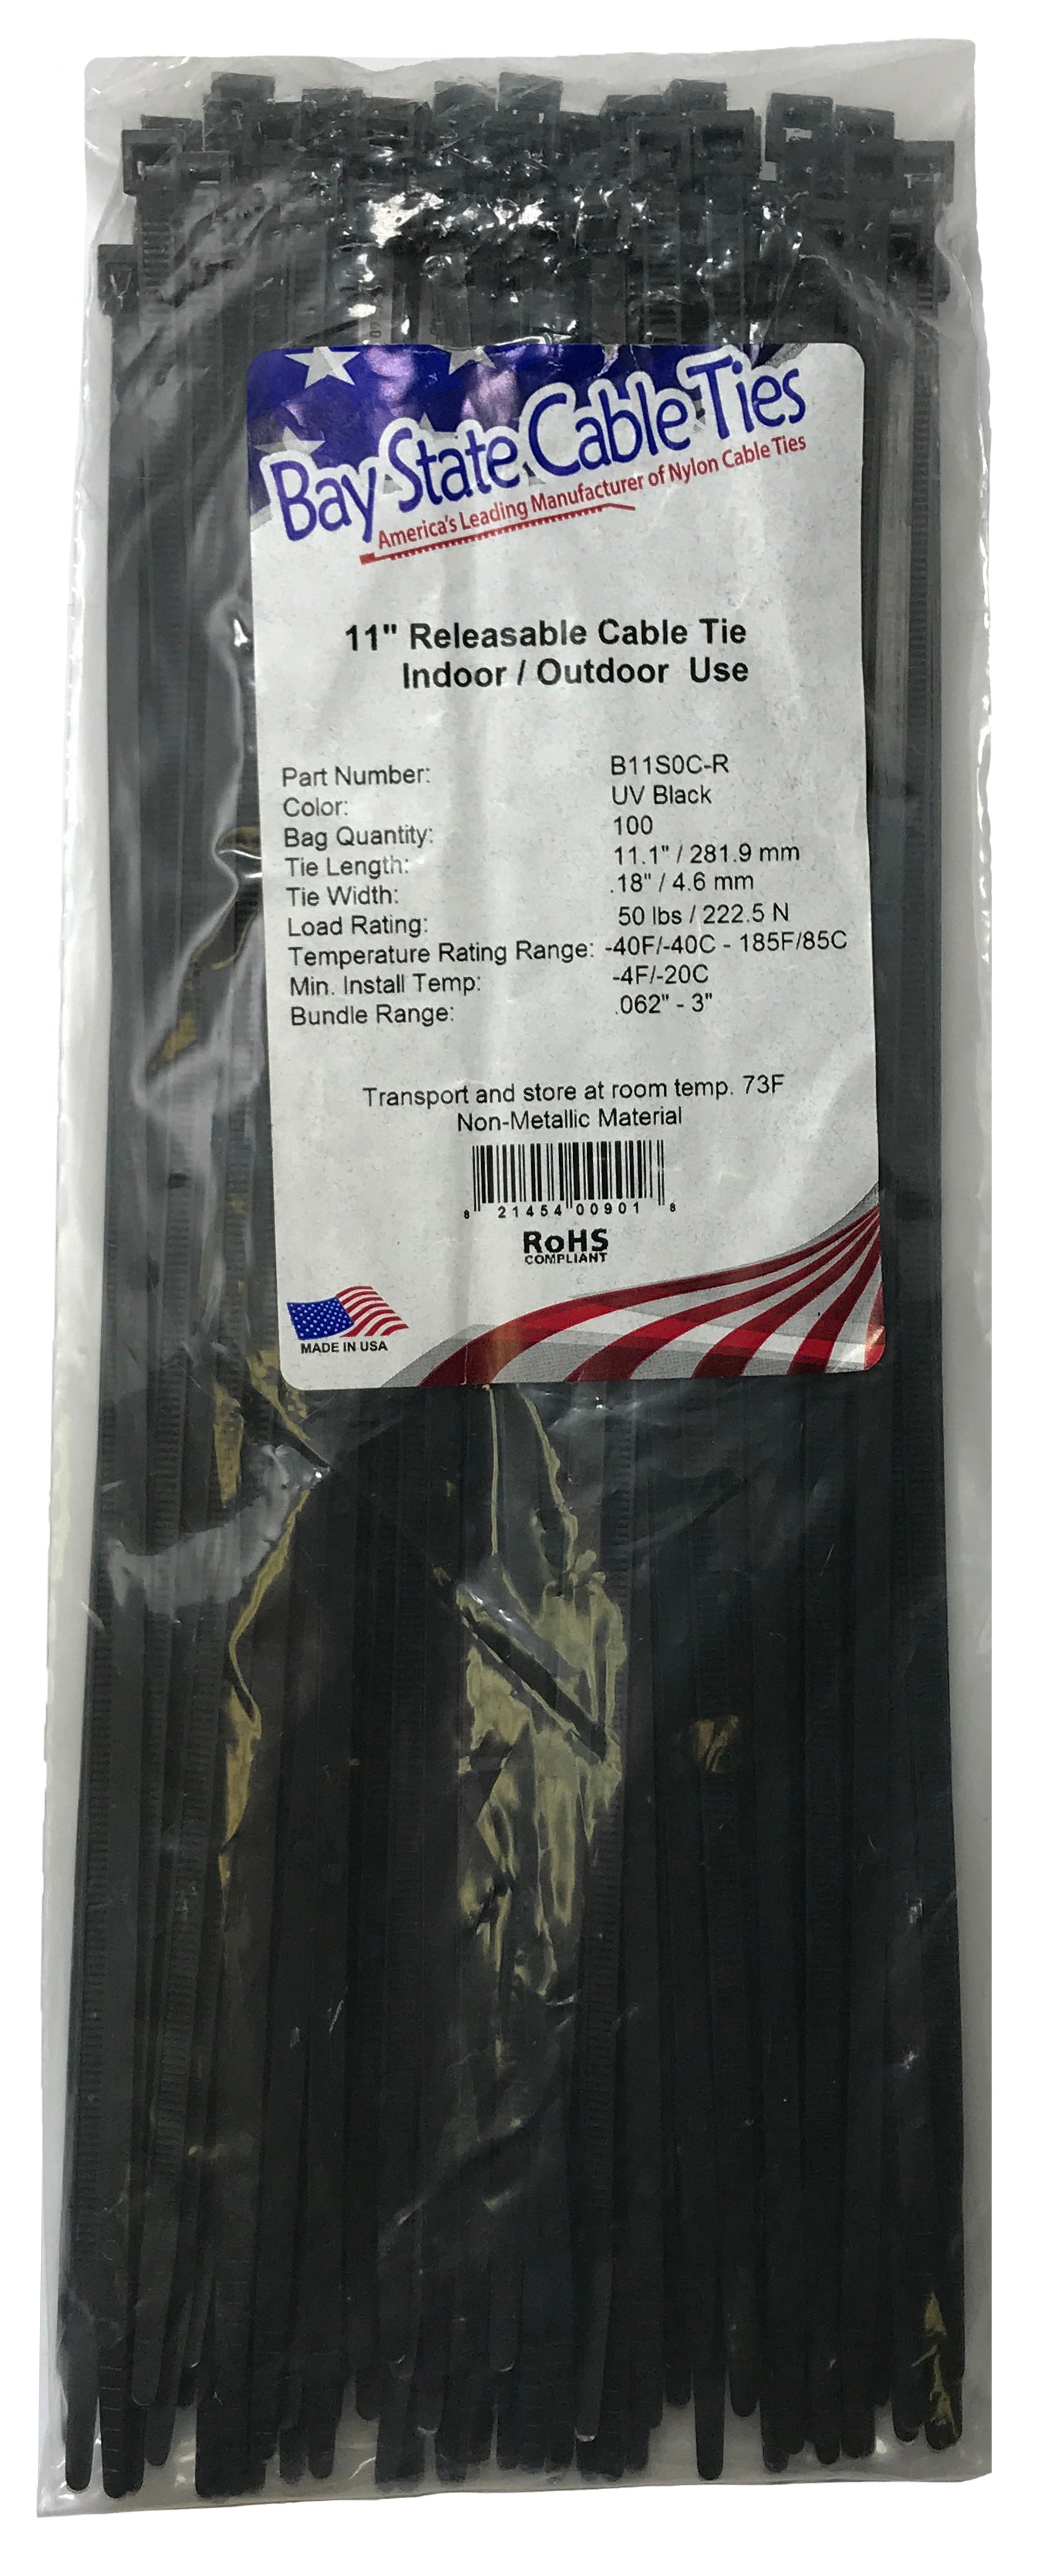 Bay State Cable Ties
America's Leading Manufacturer of Nylon Cable Ties
11" Releasable Cable Tie
Indoor / Outdoor Use
Part Number: B11S0C-R
Color: UV Black
Bag Quantity: 100
Tie Length: 11.1" / 281.9 mm
Tie Width: .18" / 4.6 mm
Load Rating: 50 lbs / 222.5 N
Temperature Rating Range: -40F/-40C - 185F/85C
Min. Install Temp: -4F/-20C
Bundle Range: .062" - 3"
Transport and store at room temp. 73F
Non-Metallic Material
8 21454 00901 8
RoHS
COMPLIANT
MADE IN USA